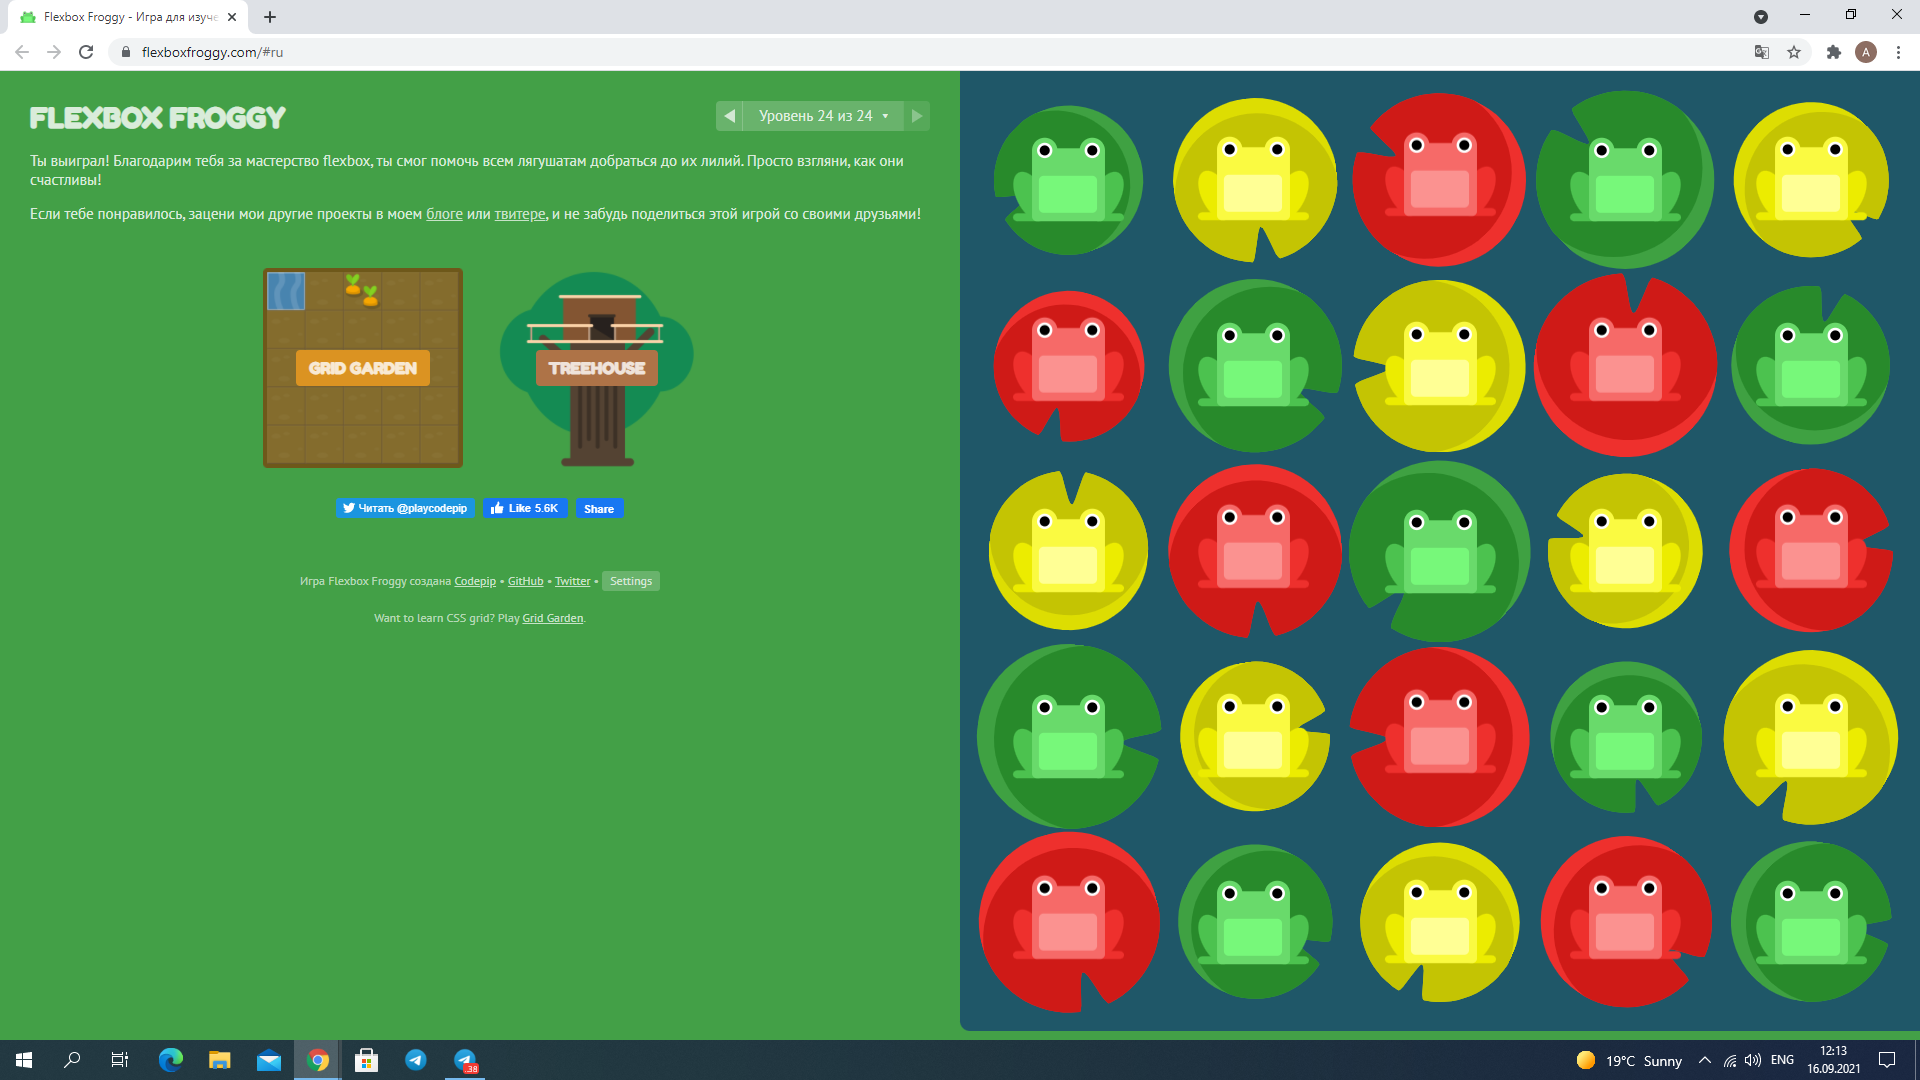 Flexbox Froggy - Игра для изуче
flexboxfroggy.com/#ru
A
FLEXBOX FROGGY
Уровень 24 из 24
Ты выиграл! Благодарим тебя за мастерство flexbox, ты смог помочь всем лягушатам добраться до их лилий. Просто взгляни, как они
счастливы!
Если тебе понравилось, зацени мои другие проекты в моем блоге или твитере, и не забудь поделиться этой игрой со своими друзьями!
GRID GARDEN
TREEHOUSE
Читать @playcodepip
Like 5.6K
Share
Игра Flexbox Froggy создана Codepip • GitHub • Twitter • Settings
Want to learn CSS grid? Play Grid Garden.
.38
19°C Sunny
ENG
12:13
16.09.2021